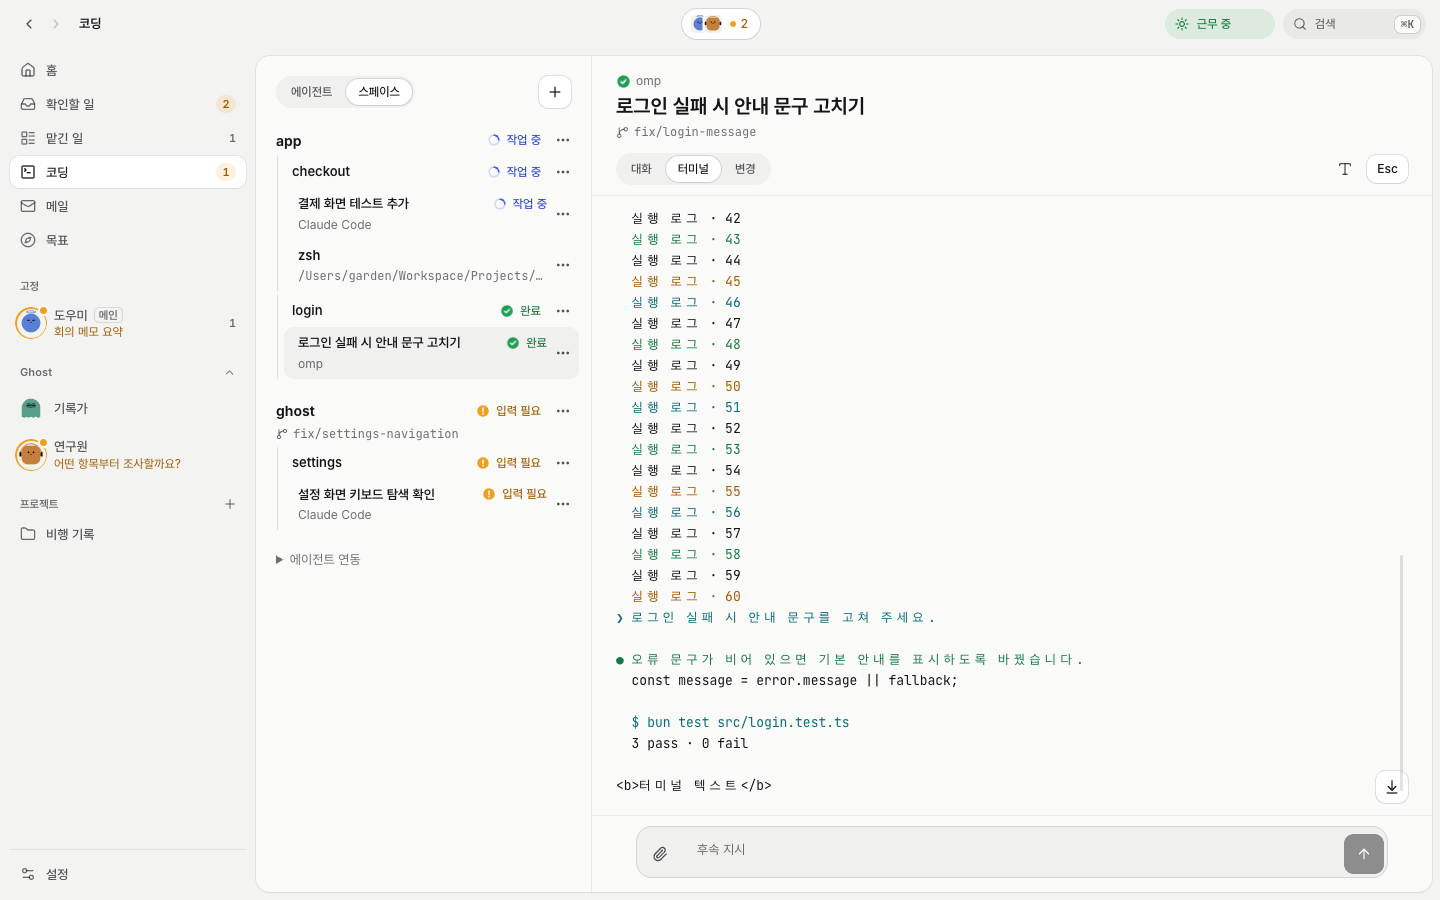 코딩
2
근무 중
검색
⌘K
홈
확인할 일
2
맡긴 일
1
코딩
1
메일
목표
고정
도우미 메인
회의 메모 요약
1
Ghost
기록가
연구원
어떤 항목부터 조사할까요?
프로젝트
비행 기록
설정
에이전트
스페이스
app
작업 중
checkout
작업 중
결제 화면 테스트 추가
작업 중
Claude Code
zsh
/Users/garden/Workspace/Projects/…
login
완료
로그인 실패 시 안내 문구 고치기
완료
omp
ghost
입력 필요
fix/settings-navigation
settings
입력 필요
설정 화면 키보드 탐색 확인
입력 필요
Claude Code
에이전트 연동
omp
로그인 실패 시 안내 문구 고치기
fix/login-message
대화
터미널
변경
Esc
실행 로그 · 42
실행 로그 · 43
실행 로그 · 44
실행 로그 · 45
실행 로그 · 46
실행 로그 · 47
실행 로그 · 48
실행 로그 · 49
실행 로그 · 50
실행 로그 · 51
실행 로그 · 52
실행 로그 · 53
실행 로그 · 54
실행 로그 · 55
실행 로그 · 56
실행 로그 · 57
실행 로그 · 58
실행 로그 · 59
실행 로그 · 60
❯ 로그인 실패 시 안내 문구를 고쳐 주세요.
● 오류 문구가 비어 있으면 기본 안내를 표시하도록 바꿨습니다.
const message = error.message || fallback;
$ bun test src/login.test.ts
3 pass · 0 fail
<b>터미널 텍스트</b>
후속 지시